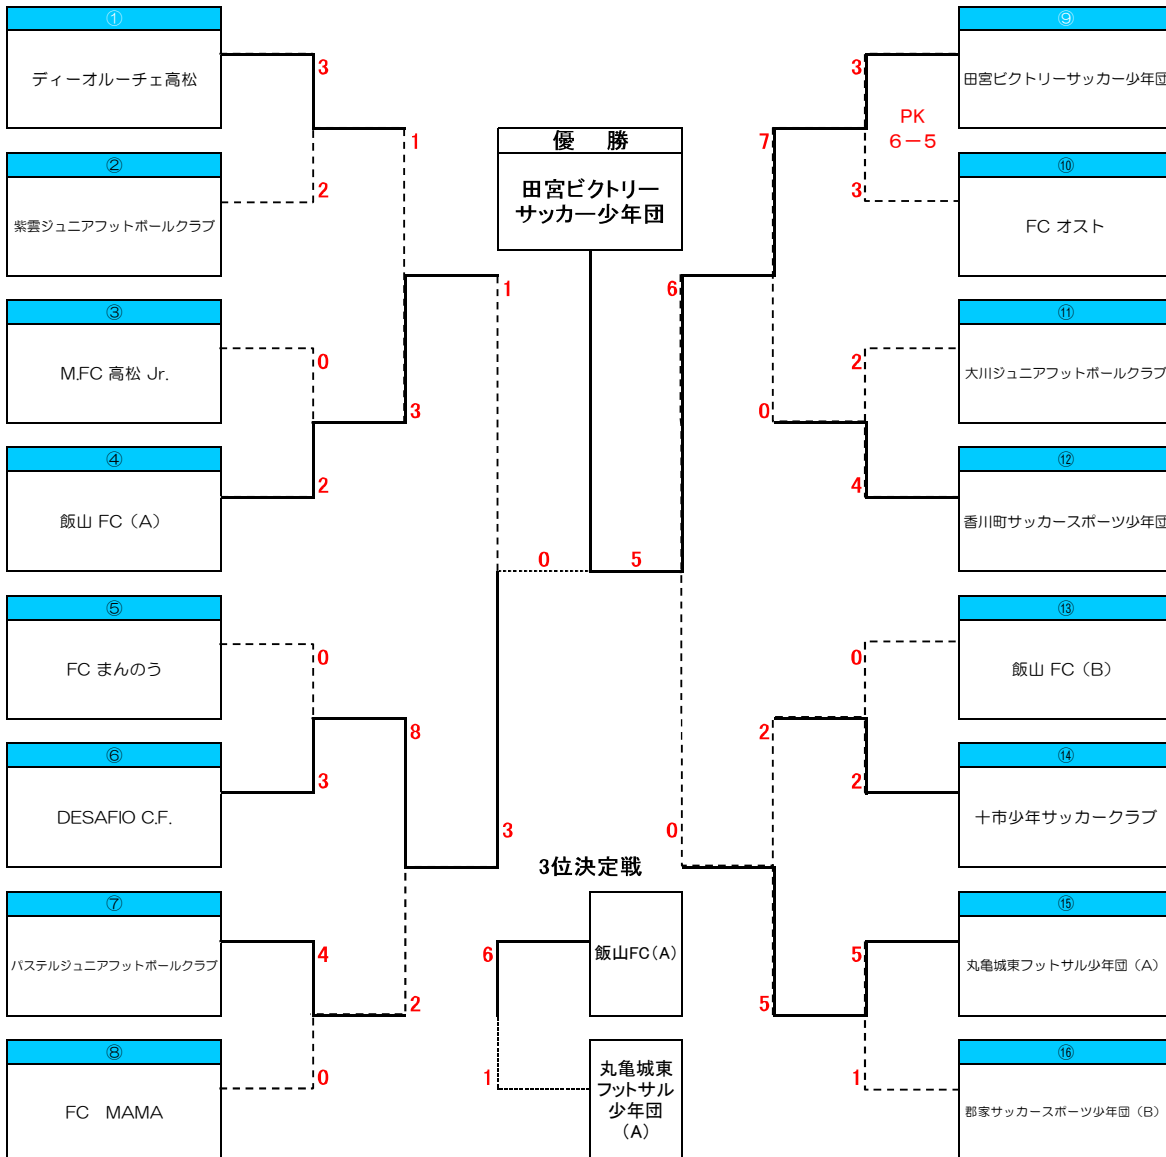 ①
ディーオルーチェ高松
②
紫雲ジュニアフットボールクラブ
③
M.FC 高松 Jr.
④
飯山 FC（A）
⑤
FC まんのう
⑥
DESAFIO C.F.
⑦
パステルジュニアフットボールクラブ
⑧
FC　MAMA
3
2
0
2
0
3
4
0
1
3
8
2
1
3
0
5
優　勝
田宮ビクトリー
サッカー少年団
3位決定戦
6
飯山FC(A)
1
丸亀城東
フットサル
少年団
(A)
6
0
7
0
2
5
3
PK
6－5
3
2
4
0
2
5
1
⑨
田宮ビクトリーサッカー少年団
⑩
FC オスト
⑪
大川ジュニアフットボールクラブ
⑫
香川町サッカースポーツ少年団
⑬
飯山 FC（B）
⑭
十市少年サッカークラブ
⑮
丸亀城東フットサル少年団（A）
⑯
郡家サッカースポーツ少年団（B）